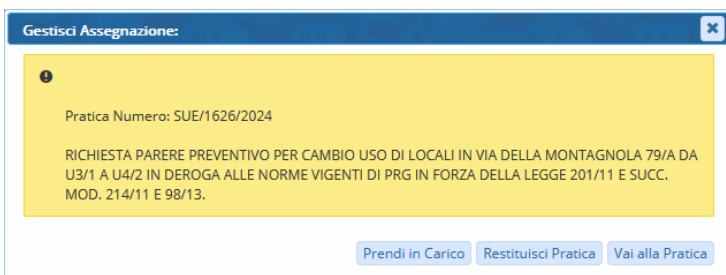 Gestisci Assegnazione:
Pratica Numero: SUE/1626/2024
RICHIESTA PARERE PREVENTIVO PER CAMBIO USO DI LOCALI IN VIA DELLA MONTAGNOLA 79/A DA
U3/1 A U4/2 IN DEROGA ALLE NORME VIGENTI DI PRG IN FORZA DELLA LEGGE 201/11 E SUCC.
MOD. 214/11 E 98/13.
Prendi in Carico Restituisci Pratica Vai alla Pratica